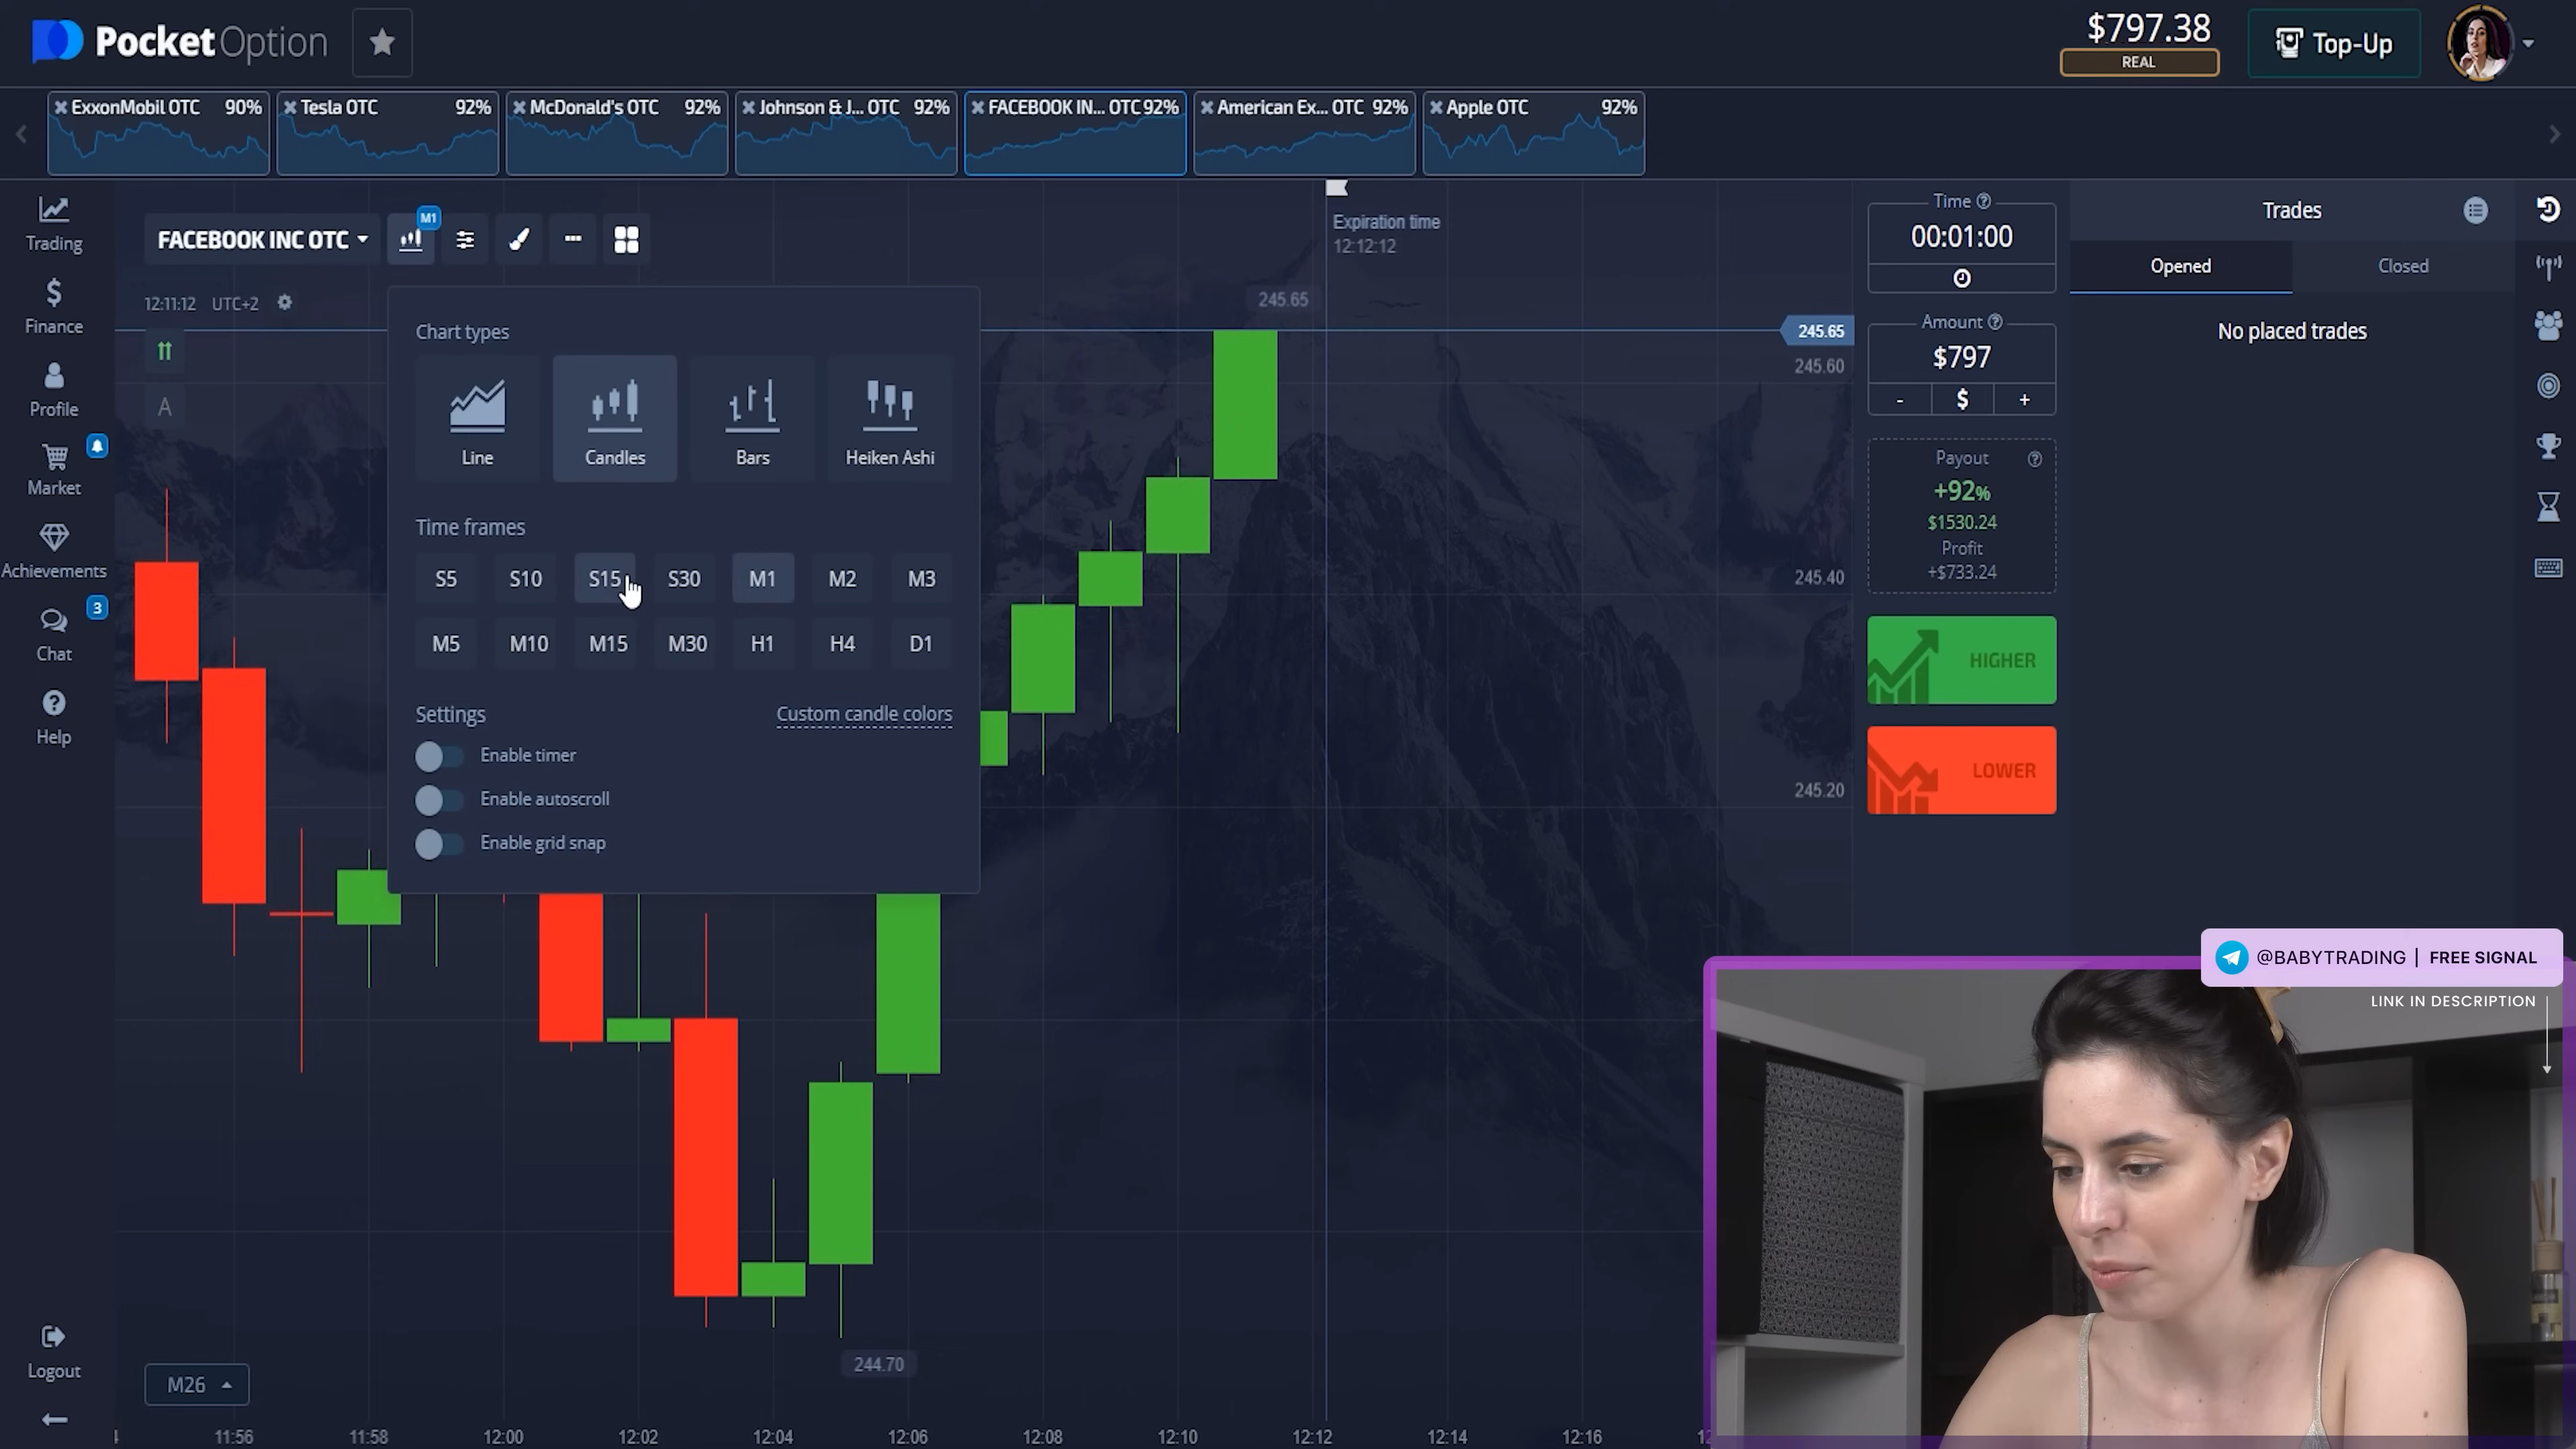 PocketOption
$797.38
REAL
Top-Up
ExxonMobil OTC 90%
Tesla OTC 92%
McDonald's OTC 92%
Johnson & J... OTC 92%
FACEBOOK IN... OTC 92%
American Ex... OTC 92%
Apple OTC 92%
Trading
Finance
Profile
Market
Achievements
3
Chat
Help
Logout
FACEBOOK INC OTC
M1
12:11:12 UTC+2
A
Chart types
Line
Candles
Bars
Heiken Ashi
Time frames
S5 S10 S15 S30 M1 M2 M3
M5 M10 M15 M30 H1 H4 D1
Settings
Custom candle colors
Enable timer
Enable autoscroll
Enable grid snap
Expiration time
12:12:12
245.65
245.65
245.60
245.40
245.20
244.70
M26
11:56 11:58 12:00 12:02 12:04 12:06 12:08 12:10 12:12 12:14 12:16
Time
00:01:00
Amount
$797
- $ +
Payout
+92%
$1530.24
Profit
+$733.24
HIGHER
LOWER
Trades
Opened
Closed
No placed trades
@BABYTRADING | FREE SIGNAL
LINK IN DESCRIPTION